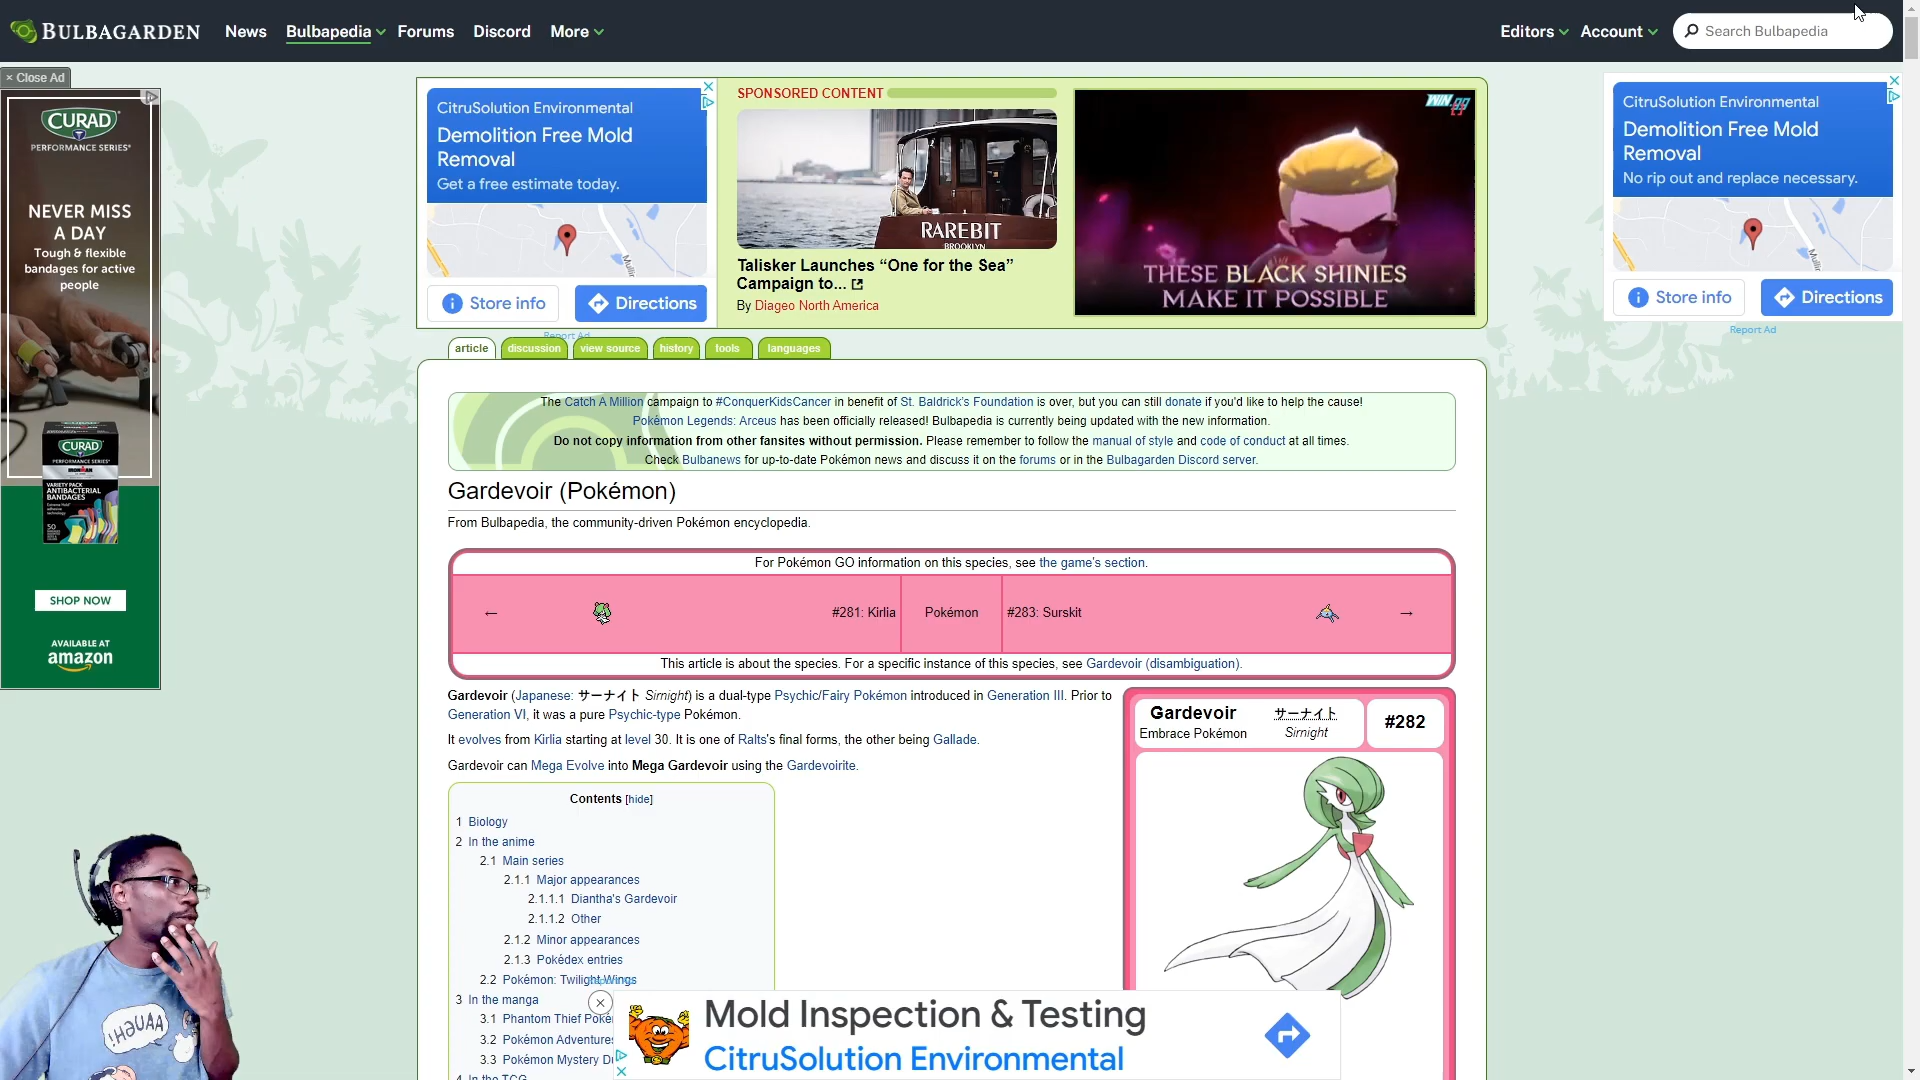 BULBAGARDEN
News
Bulbapedia
Forums
Discord
More
Editors
Account
Search Bulbapedia
× Close Ad
CURAD
PERFORMANCE SERIES®
NEVER MISS
A DAY
Tough & flexible
bandages for active
people
CURAD
PERFORMANCE SERIES®
IRONMAN
VARIETY PACK
ANTIBACTERIAL
BANDAGES
50
SHOP NOW
AVAILABLE AT
amazon
CitruSolution Environmental
Demolition Free Mold
Removal
Get a free estimate today.
Store info
Directions
Report Ad
SPONSORED CONTENT
RAREBIT
BROOKLYN
Talisker Launches “One for the Sea”
Campaign to...
By Diageo North America
WIN.gg
THESE BLACK SHINIES
MAKE IT POSSIBLE
CitruSolution Environmental
Demolition Free Mold
Removal
No rip out and replace necessary.
Store info
Directions
Report Ad
article
discussion
view source
history
tools
languages
The Catch A Million campaign to #ConquerKidsCancer in benefit of St. Baldrick's Foundation is over, but you can still donate if you'd like to help the cause!
Pokémon Legends: Arceus has been officially released! Bulbapedia is currently being updated with the new information.
Do not copy information from other fansites without permission. Please remember to follow the manual of style and code of conduct at all times.
Check Bulbanews for up-to-date Pokémon news and discuss it on the forums or in the Bulbagarden Discord server.
Gardevoir (Pokémon)
From Bulbapedia, the community-driven Pokémon encyclopedia.
For Pokémon GO information on this species, see the game's section.
← #281: Kirlia Pokémon #283: Surskit →
This article is about the species. For a specific instance of this species, see Gardevoir (disambiguation).
Gardevoir (Japanese: サーナイト Sirnight) is a dual-type Psychic/Fairy Pokémon introduced in Generation III. Prior to
Generation VI, it was a pure Psychic-type Pokémon.
It evolves from Kirlia starting at level 30. It is one of Ralts's final forms, the other being Gallade.
Gardevoir can Mega Evolve into Mega Gardevoir using the Gardevoirite.
Gardevoir
Embrace Pokémon
サーナイト
Sirnight
#282
Contents [hide]
1 Biology
2 In the anime
2.1 Main series
2.1.1 Major appearances
2.1.1.1 Diantha's Gardevoir
2.1.1.2 Other
2.1.2 Minor appearances
2.1.3 Pokédex entries
2.2 Pokémon: Twilight Wings
3 In the manga
3.1 Phantom Thief Poké
3.2 Pokémon Adventures
3.3 Pokémon Mystery Du
4 In the TCG
Mold Inspection & Testing
CitruSolution Environmental